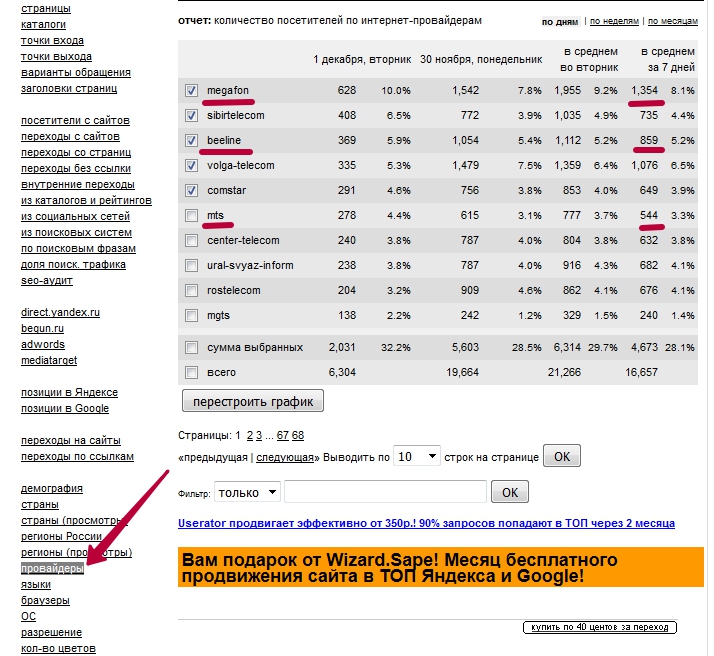 страницы
каталоги
точки входа
точки выхода
варианты обращения
заголовки страниц
посетители с сайтов
переходы с сайтов
переходы со страниц
переходы без ссылки
внутренние переходы
из каталогов и рейтингов
из социальных сетей
из поисковых систем
по поисковым фразам
доля поиск. трафика
seo-аудит
direct.yandex.ru
begun.ru
adwords
mediatarget
позиции в Яндексе
позиции в Google
переходы на сайты
переходы по ссылкам
демография
страны
страны (просмотры)
регионы России
регионы (просмотры)
провайдеры
языки
браузеры
ОС
разрешение
кол-во цветов
отчет: количество посетителей по интернет-провайдерам
по дням | по неделям | по месяцам
1 декабря, вторник 30 ноября, понедельник в среднем во вторник в среднем за 7 дней
megafon 628 10.0% 1,542 7.8% 1,955 9.2% 1,354 8.1%
sibirtelecom 408 6.5% 772 3.9% 1,035 4.9% 735 4.4%
beeline 369 5.9% 1,054 5.4% 1,112 5.2% 859 5.2%
volga-telecom 335 5.3% 1,479 7.5% 1,359 6.4% 1,076 6.5%
comstar 291 4.6% 756 3.8% 853 4.0% 649 3.9%
mts 278 4.4% 615 3.1% 777 3.7% 544 3.3%
center-telecom 240 3.8% 787 4.0% 804 3.8% 632 3.8%
ural-svyaz-inform 238 3.8% 787 4.0% 916 4.3% 682 4.1%
rostelecom 204 3.2% 909 4.6% 862 4.1% 676 4.1%
mgts 138 2.2% 242 1.2% 329 1.5% 240 1.4%
сумма выбранных 2,031 32.2% 5,603 28.5% 6,314 29.7% 4,673 28.1%
всего 6,304 19,664 21,266 16,657
перестроить график
Страницы: 1 2 3 ... 67 68
«предыдущая | следующая» Выводить по 10 строк на странице OK
Фильтр: только OK
Userator продвигает эффективно от 350р.! 90% запросов попадают в ТОП через 2 месяца
Вам подарок от Wizard.Sape! Месяц бесплатного
продвижения сайта в ТОП Яндекса и Google!
купить по 40 центов за переход